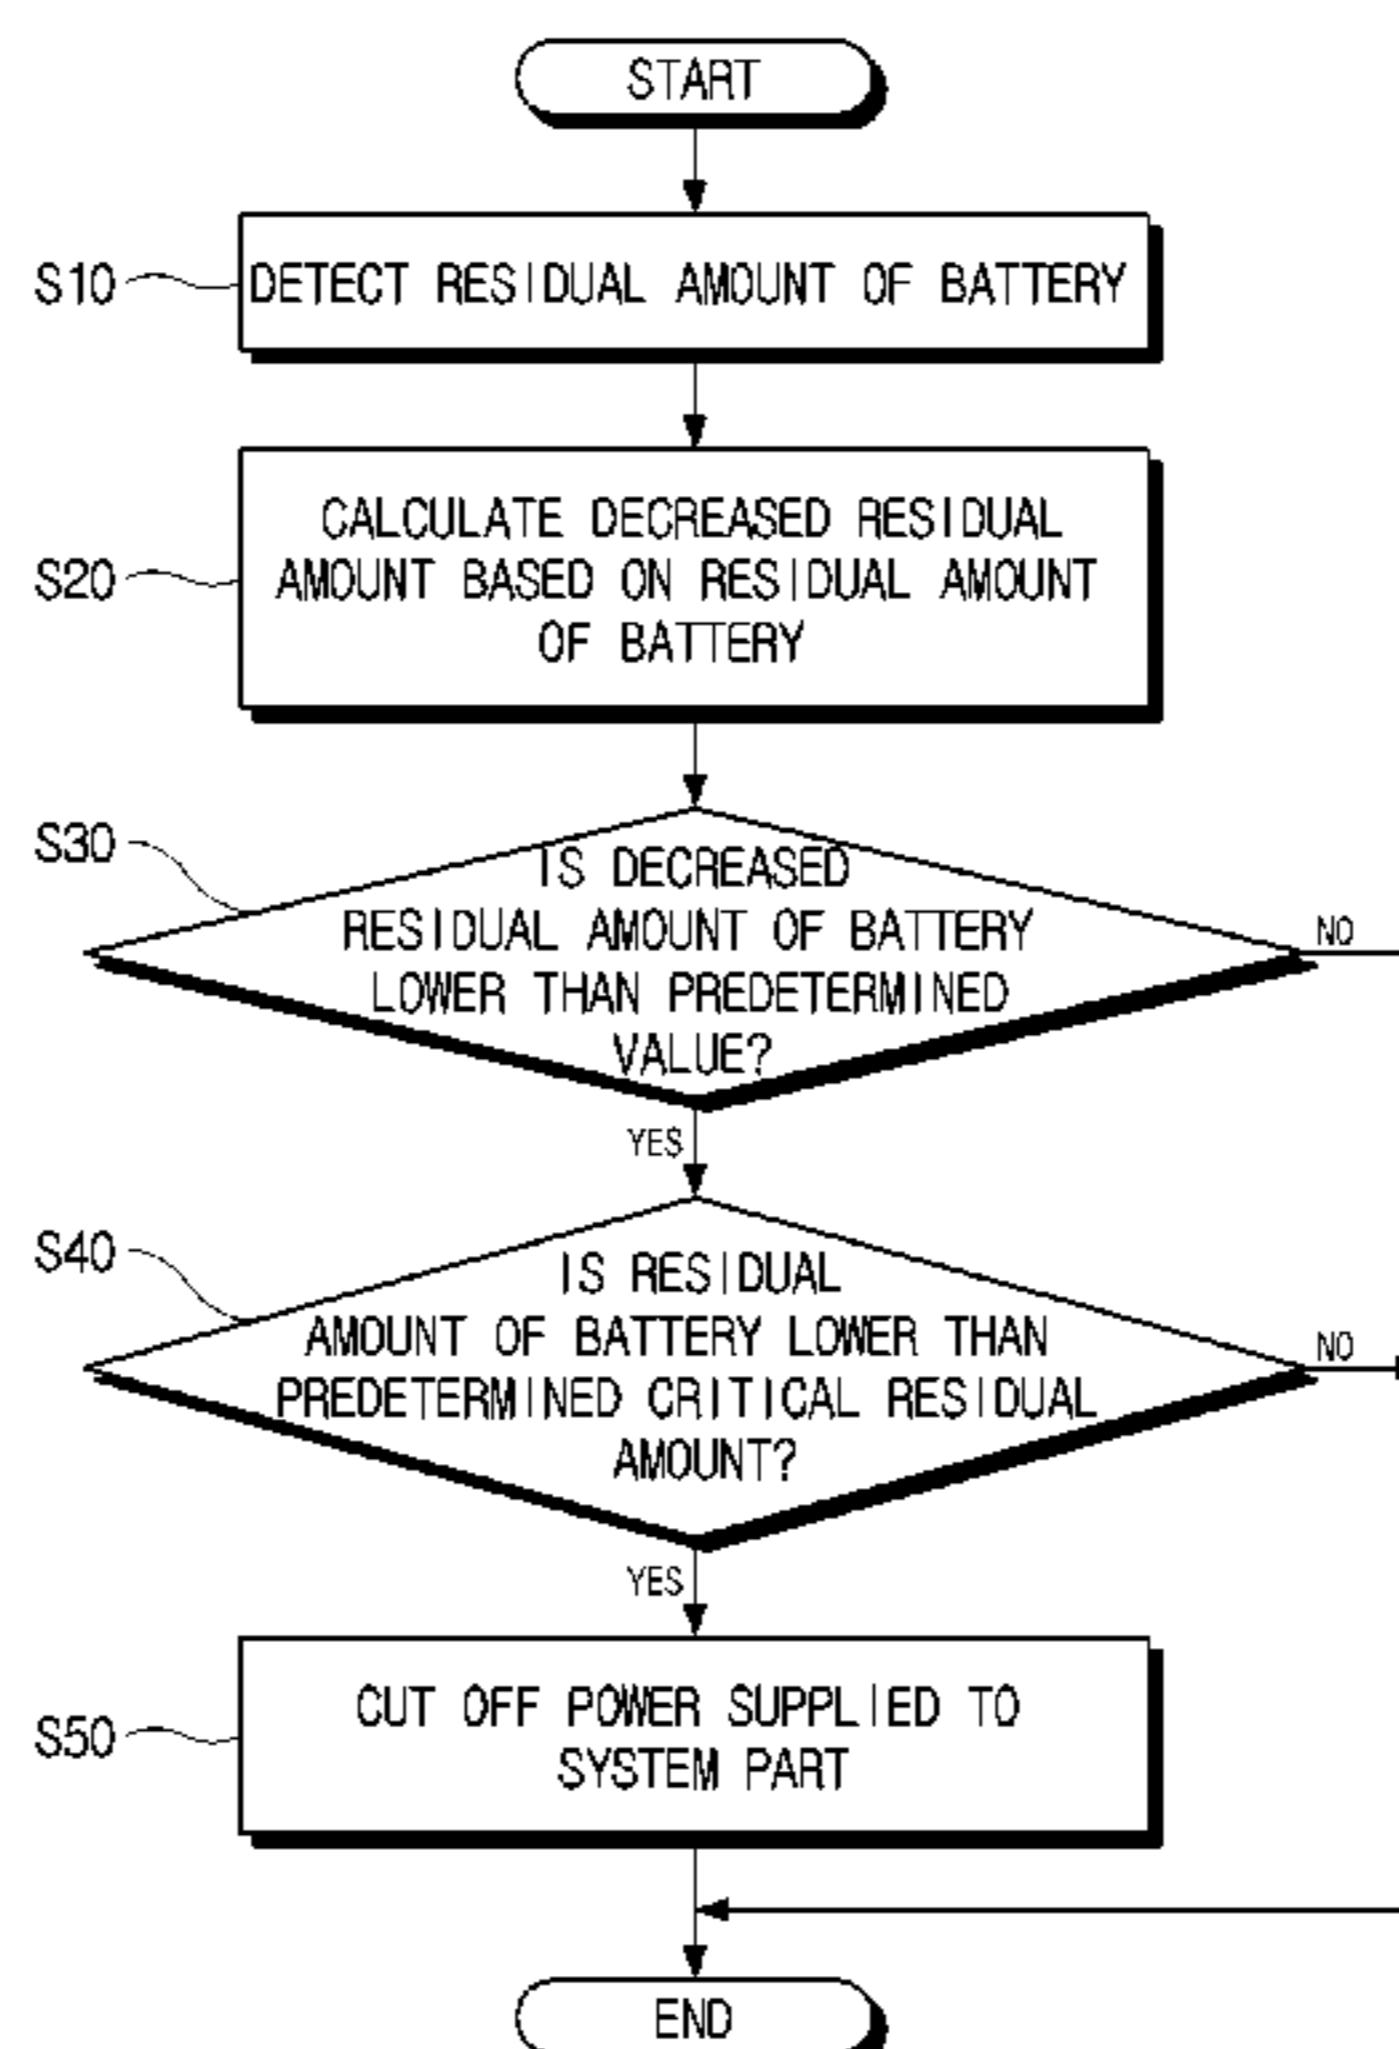 START
S10
DETECT RESIDUAL AMOUNT OF BATTERY
S20
CALCULATE DECREASED RESIDUAL
AMOUNT BASED ON RESIDUAL AMOUNT
OF BATTERY
S30
IS DECREASED
RESIDUAL AMOUNT OF BATTERY
LOWER THAN PREDETERMINED
VALUE?
NO
YES
S40
IS RESIDUAL
AMOUNT OF BATTERY LOWER THAN
PREDETERMINED CRITICAL RESIDUAL
AMOUNT?
NO
YES
S50
CUT OFF POWER SUPPLIED TO
SYSTEM PART
END